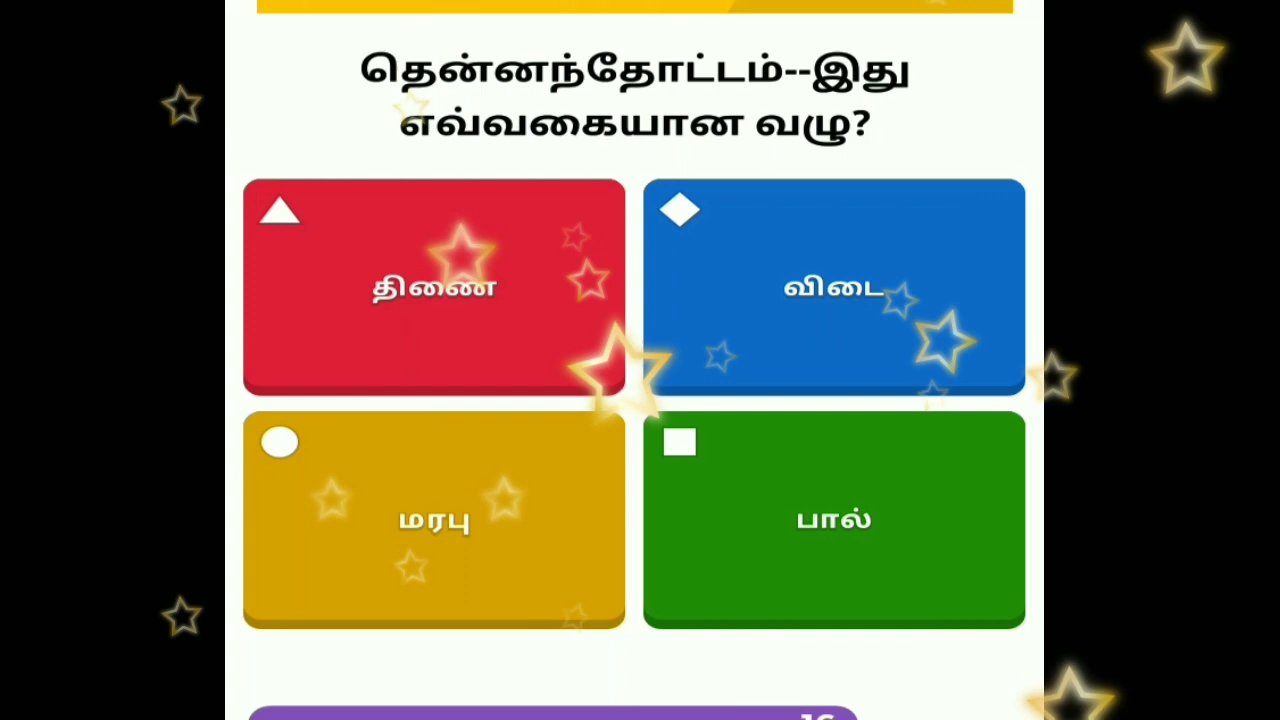 தென்னந்தோட்டம்--இது
எவ்வகையான வழு?
திணை
விடை
மரபு
பால்